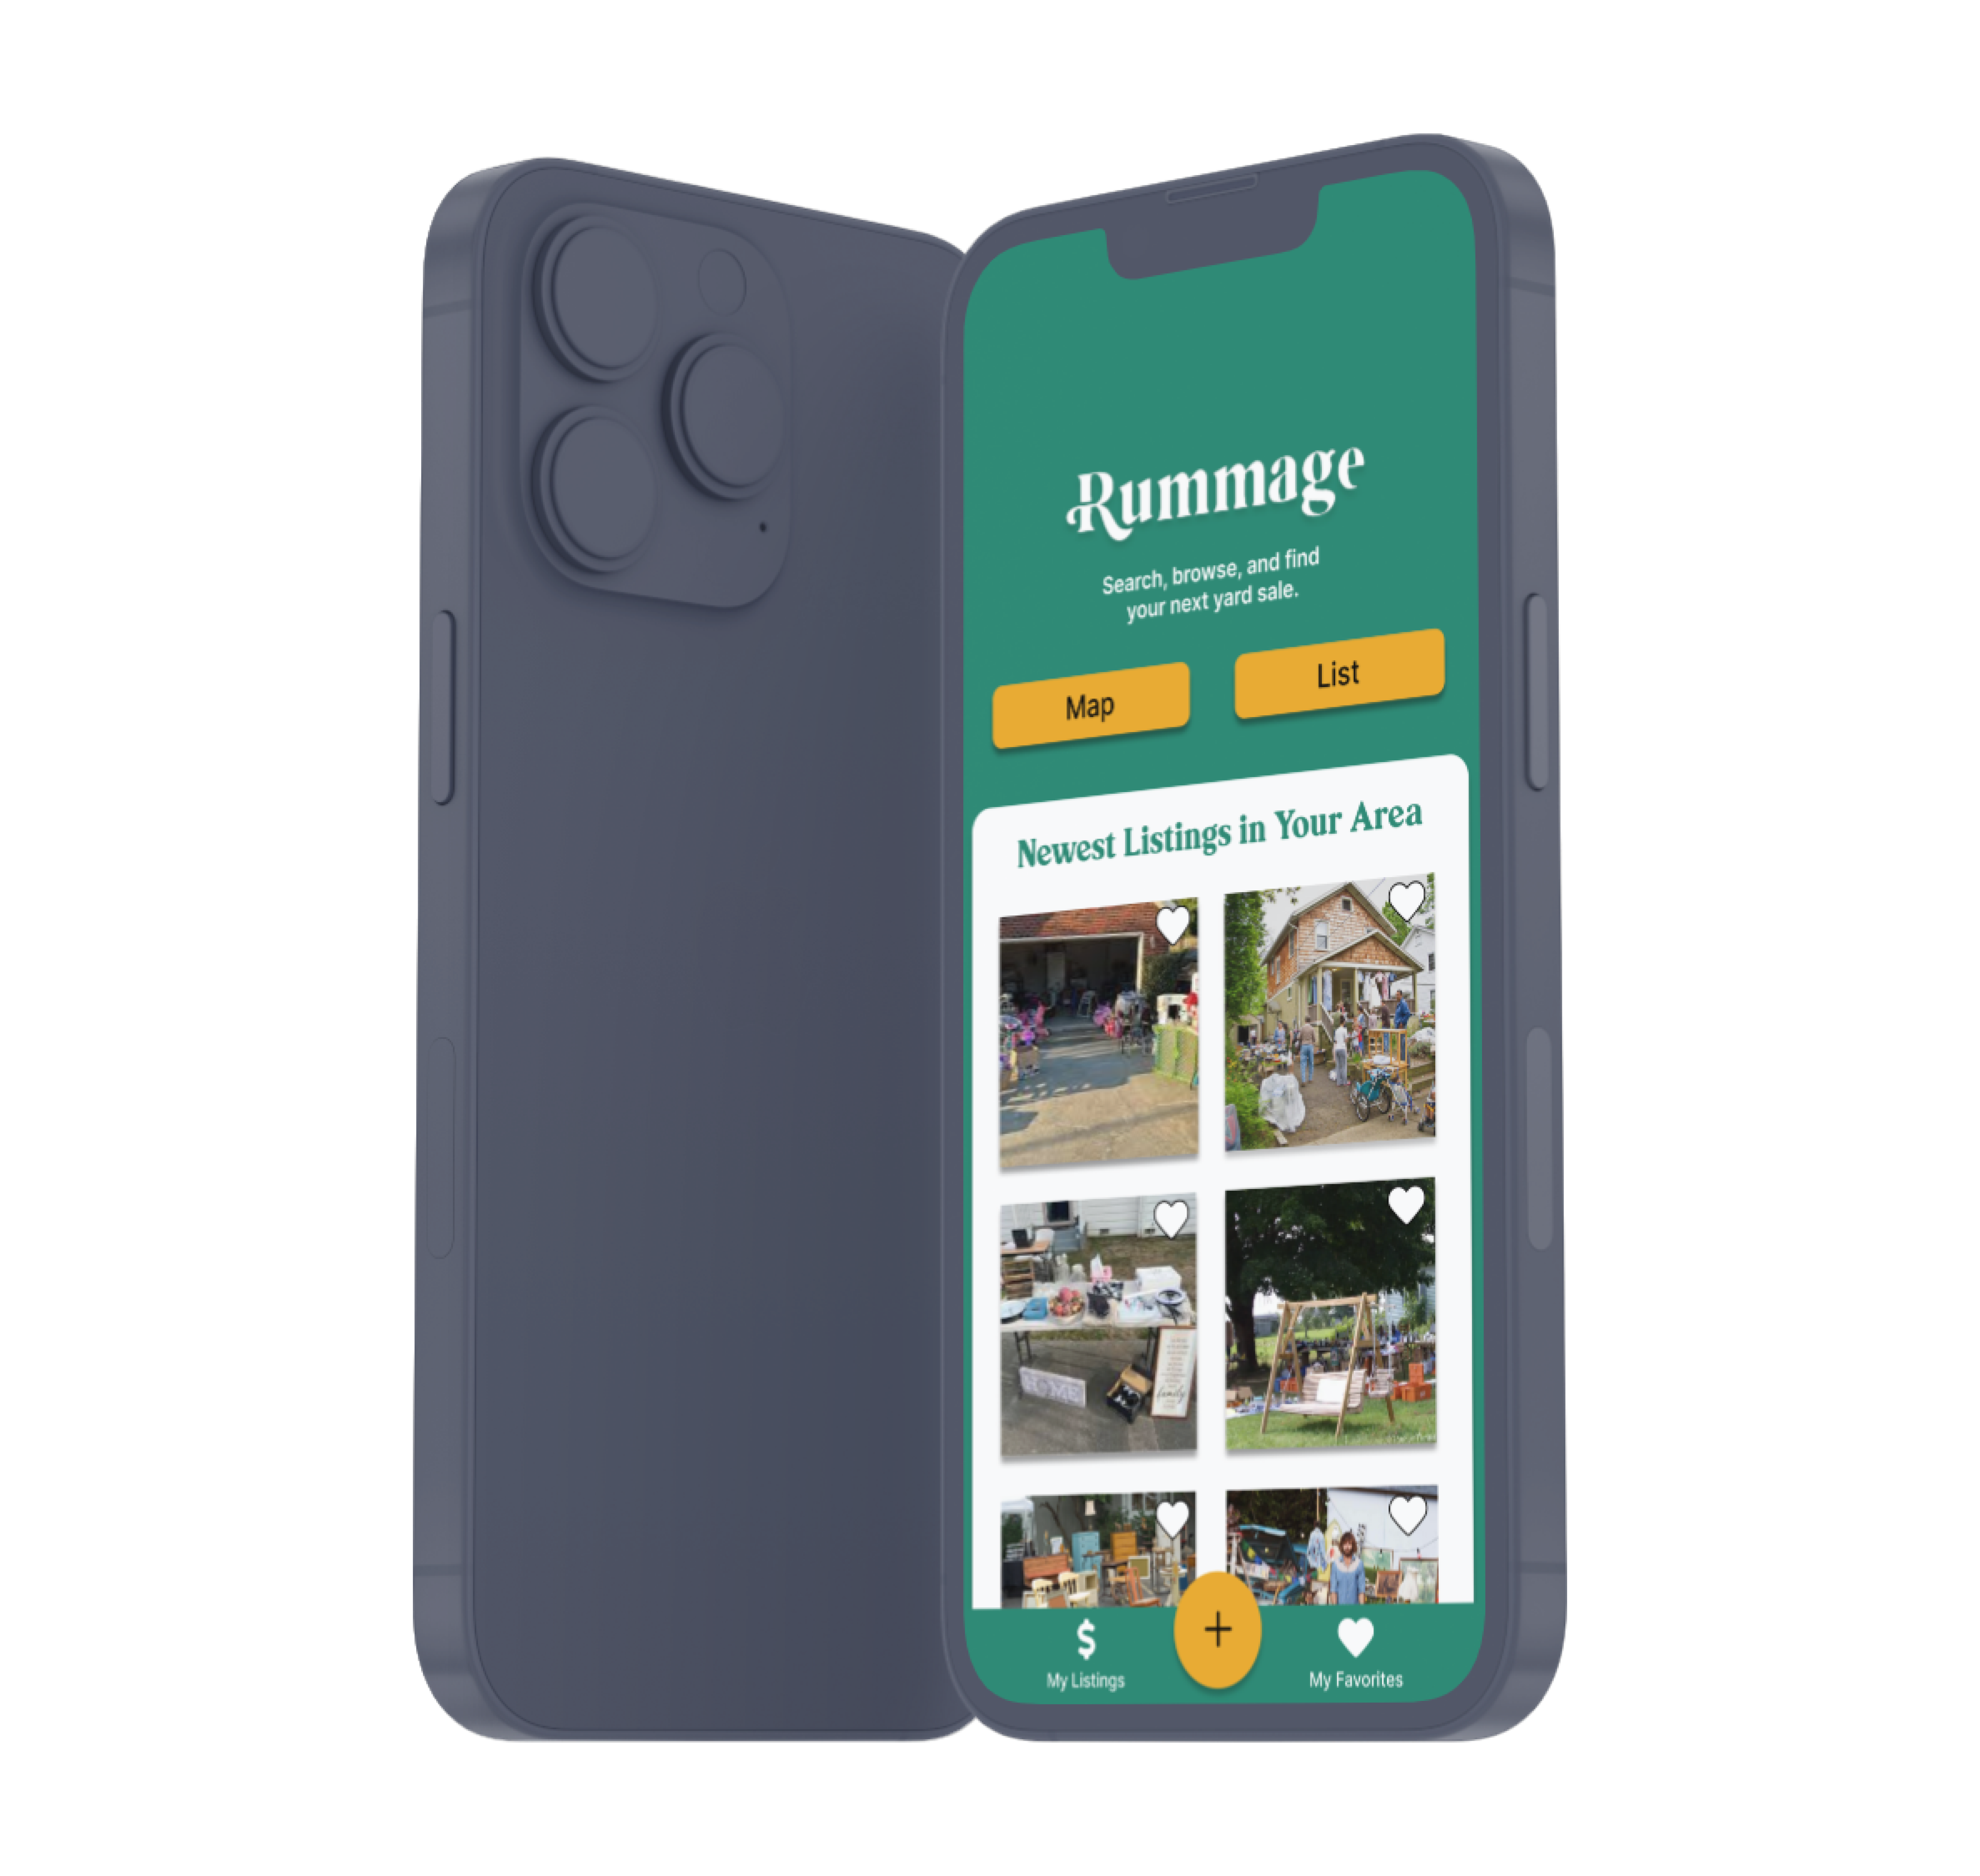 Rummage
Search, browse, and find
your next yard sale.
Map
List
Newest Listings in Your Area
HOME
family
My Listings
+
My Favorites